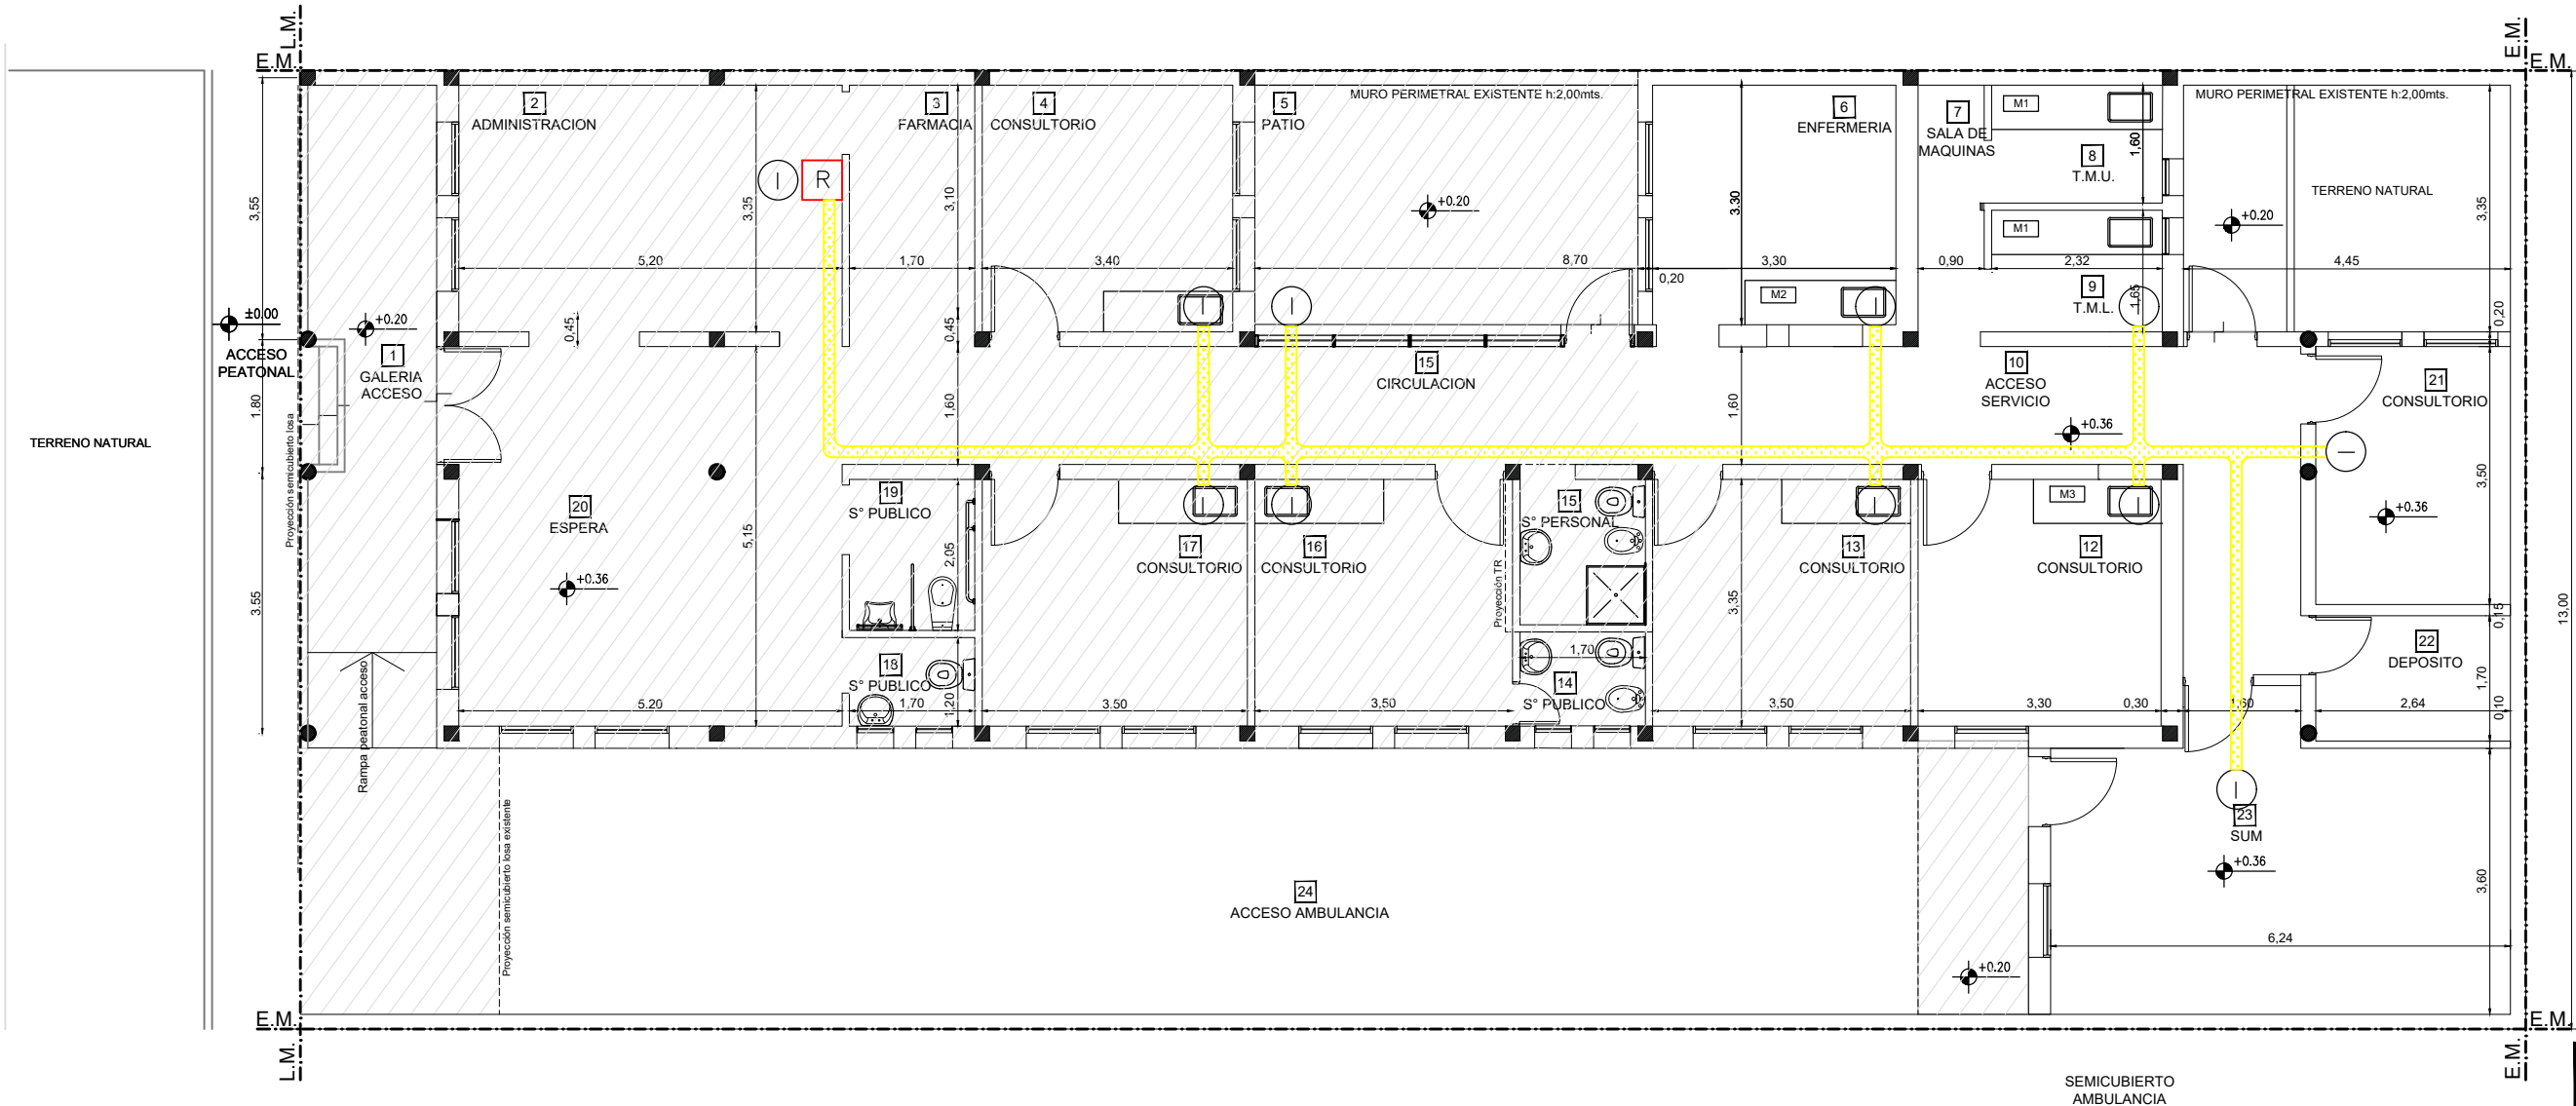 L.M.
E.M.
E.M.
E.M.
2
ADMINISTRACION
3
FARMACIA
4
CONSULTORIO
5
PATIO
MURO PERIMETRAL EXISTENTE h:2,00mts.
6
ENFERMERIA
7
SALA DE
MAQUINAS
M1
8
T.M.U.
1,60
MURO PERIMETRAL EXISTENTE h:2,00mts.
TERRENO NATURAL
3,55
I
R
3,35
3,10
+0.20
3.30
M1
+0.20
3,35
5,20
1,70
3,40
8,70
0,20
3,30
0,90
2,32
4,45
M2
9
T.M.L.
1,65
I
I
I
I
0,20
±0.00
ACCESO
PEATONAL
+0.20
1
GALERIA
ACCESO
0,45
0,45
15
CIRCULACION
10
ACCESO
SERVICIO
21
CONSULTORIO
1.80
1,60
1,60
+0.36
TERRENO NATURAL
Proyección semicubierto losa
I
3,50
19
S° PUBLICO
20
ESPERA
5,15
2,05
17
CONSULTORIO
I
I
16
CONSULTORIO
15
S° PERSONAL
Proyección TR
13
CONSULTORIO
I
M3
I
12
CONSULTORIO
+0.36
3.55
+0.36
3,35
0,15
13,00
18
S° PUBLICO
1,20
1,70
14
S° PUBLICO
22
DEPOSITO
1,70
Rampa peatonal acceso
5.20
1,70
3.50
3,50
3,50
3,30
0,30
1,60
2,64
0,10
Proyección semicubierto losa existente
I
23
SUM
+0.36
3,60
24
ACCESO AMBULANCIA
6,24
+0.20
E.M.
L.M.
E.M.
E.M.
SEMICUBIERTO
AMBULANCIA